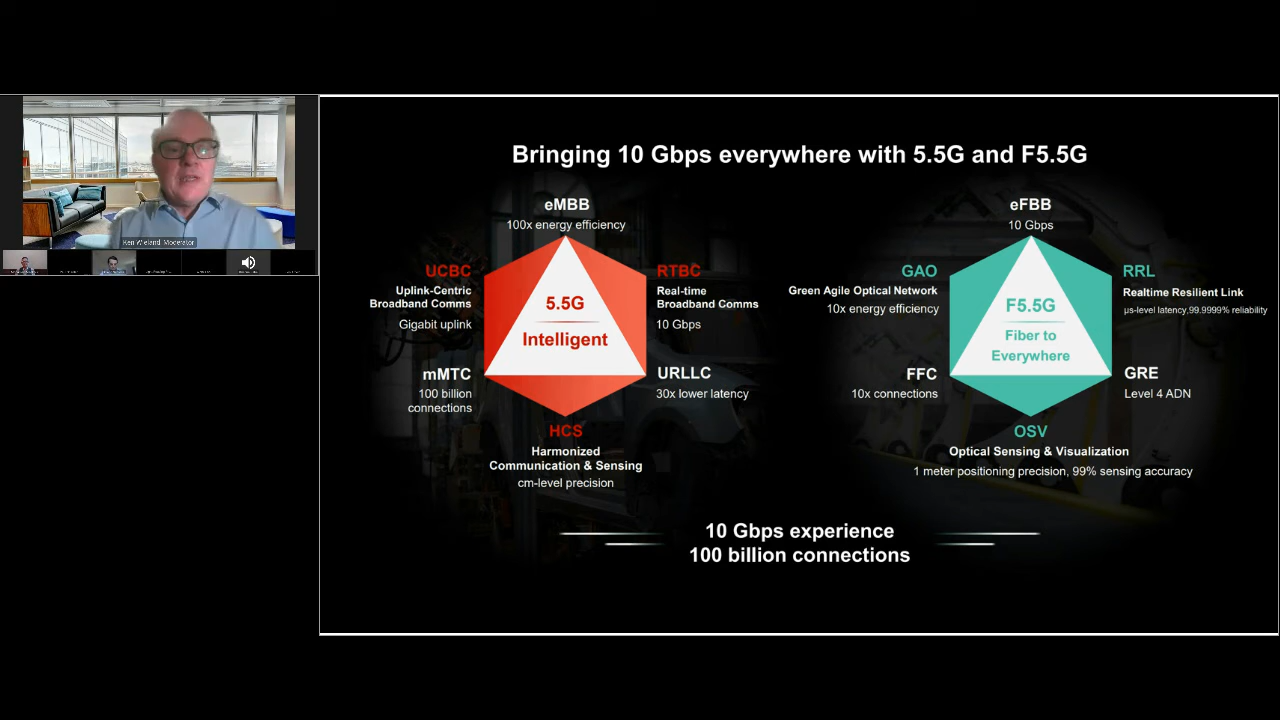 Bringing 10 Gbps everywhere with 5.5G and F5.5G
eMBB
100x energy efficiency
UCBC
Uplink-Centric
Broadband Comms
Gigabit uplink
RTBC
Real-time
Broadband Comms
10 Gbps
5.5G
Intelligent
mMTC
100 billion
connections
URLLC
30x lower latency
HCS
Harmonized
Communication & Sensing
cm-level precision
eFBB
10 Gbps
GAO
Green Agile Optical Network
10x energy efficiency
RRL
Realtime Resilient Link
µs-level latency,99.9999% reliability
F5.5G
Fiber to
Everywhere
FFC
10x connections
GRE
Level 4 ADN
OSV
Optical Sensing & Visualization
1 meter positioning precision, 99% sensing accuracy
10 Gbps experience
100 billion connections
Ken Wieland, Moderator